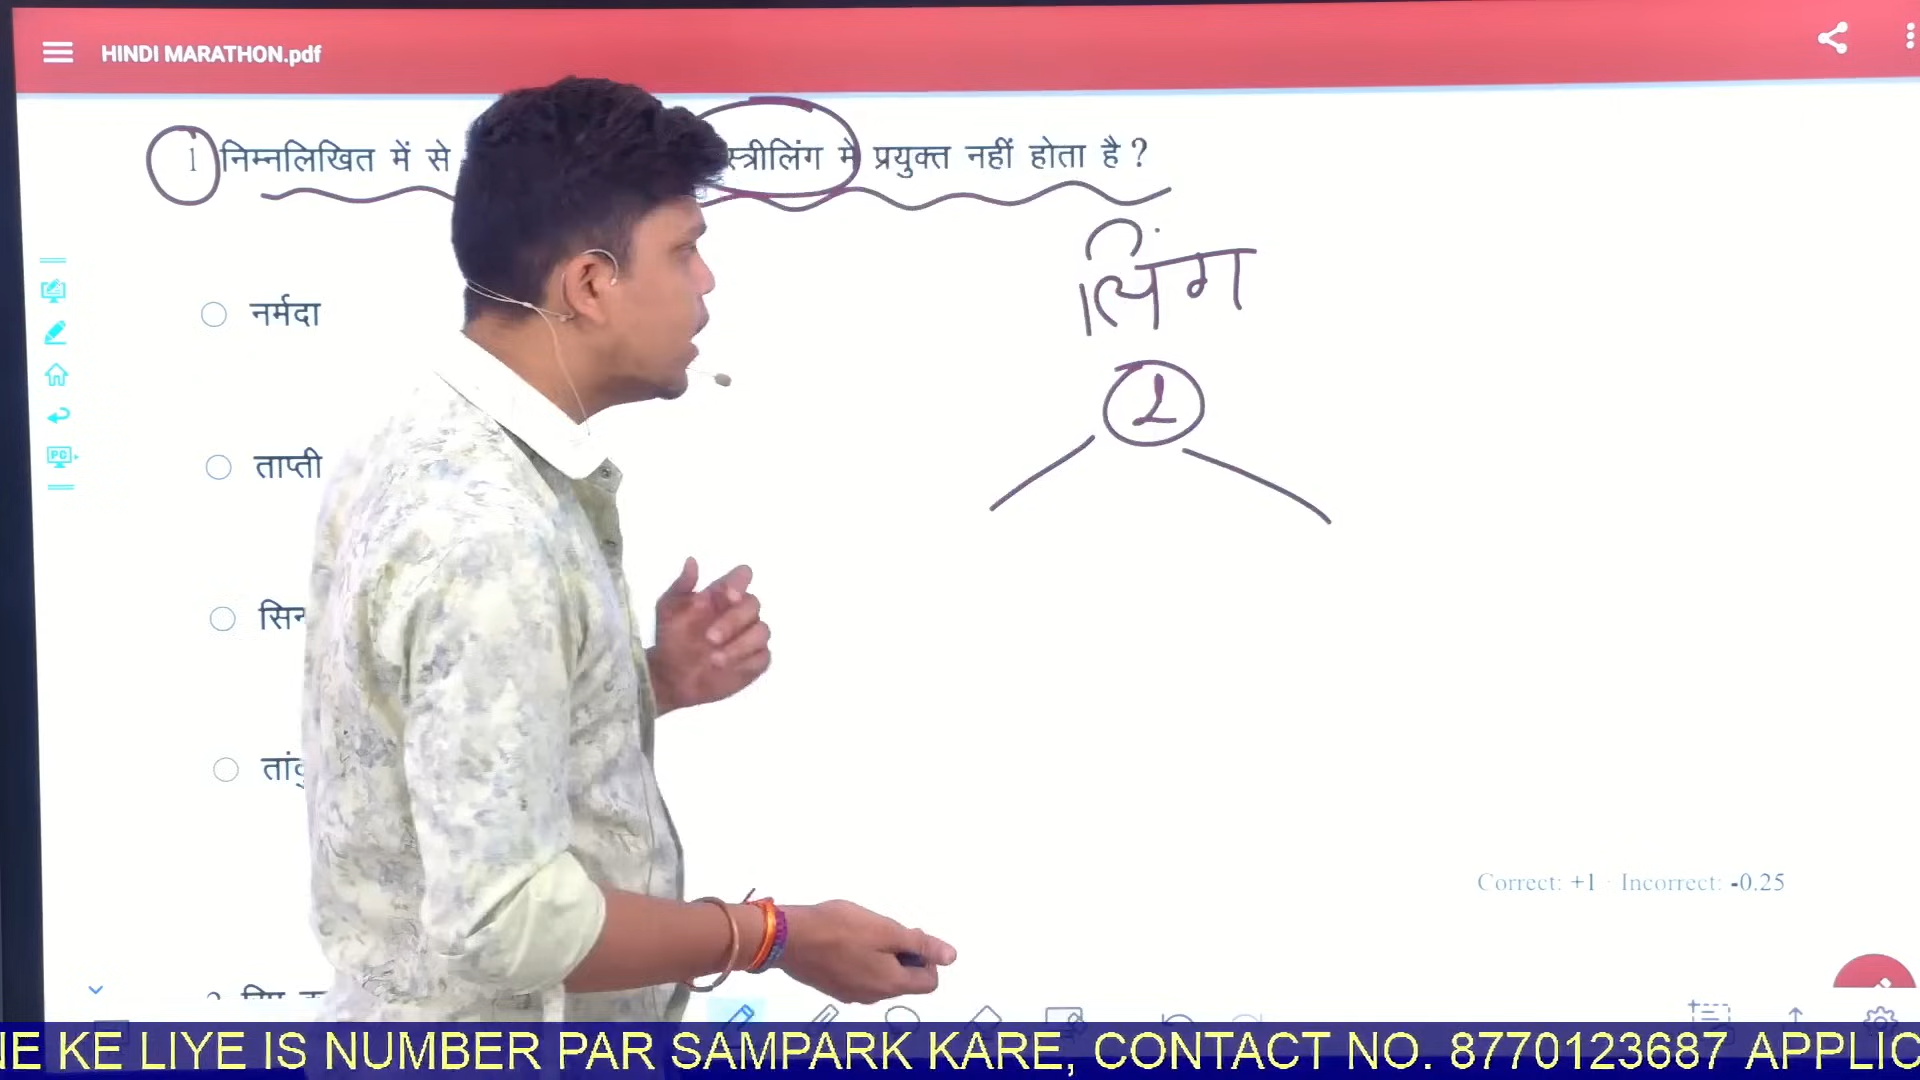 HINDI MARATHON.pdf
1 निम्नलिखित में से स्त्रीलिंग में प्रयुक्त नहीं होता है ?
लिंग
नर्मदा
2
ताप्ती
Correct: +1 · Incorrect: -0.25
NE KE LIYE IS NUMBER PAR SAMPARK KARE, CONTACT NO. 8770123687 APPLIC